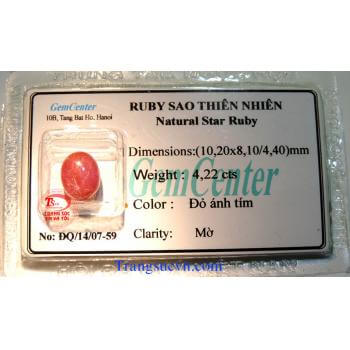 GemCenter
10B, Tang Bat Ho, Hanoi
RUBY SAO THIÊN NHIÊN
Natural Star Ruby
Dimensions:(10,20x8,10/4,40)mm
Weight : 4,22 cts
GemCenter
Color : Đỏ ánh tím
No: ĐQ/14/07-59
Clarity: Mờ
Trangsucvn.com